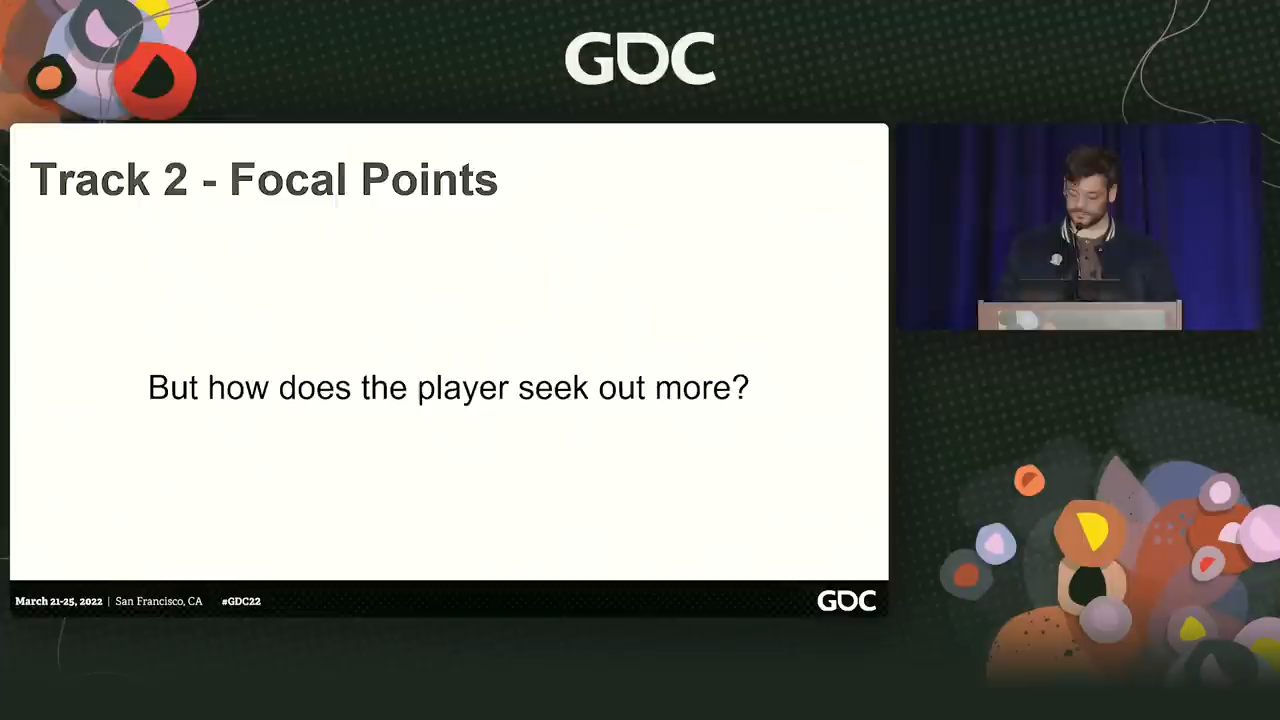 GDC
Track 2 - Focal Points
But how does the player seek out more?
March 21-25, 2022 | San Francisco, CA #GDC22
GDC